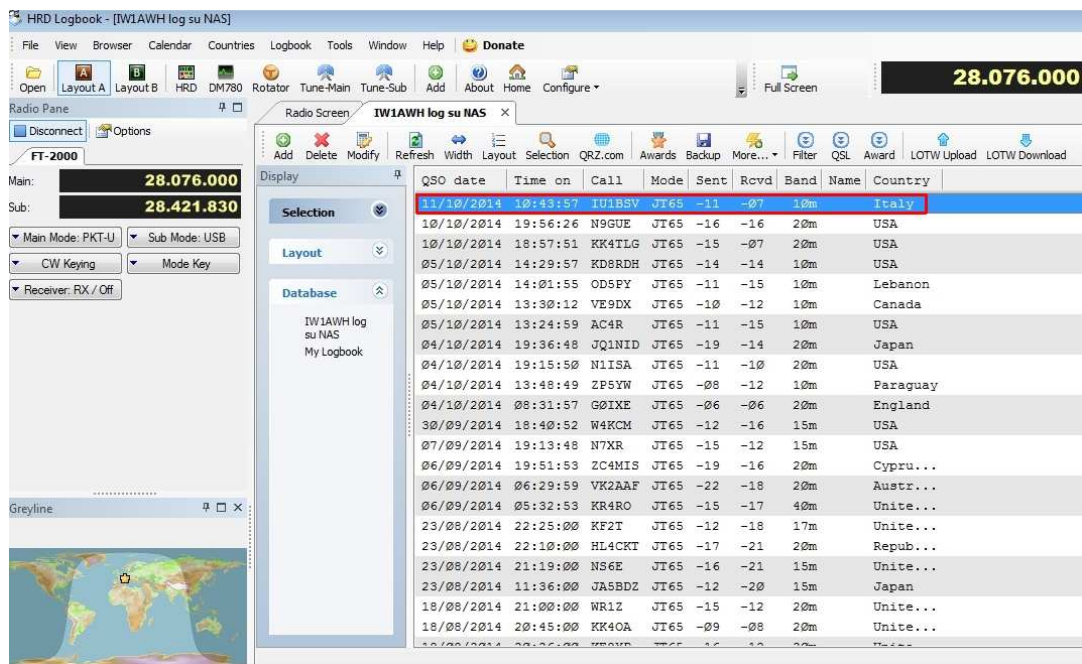 HRD Logbook - [IW1AWH log su NAS]
File View Browser Calendar Countries Logbook Tools Window Help Donate
Open Layout A Layout B HRD DM780 Rotator Tune-Main Tune-Sub Add About Home Configure Full Screen 28.076.000
Radio Pane
Disconnect Options
FT-2000
Main: 28.076.000
Sub: 28.421.830
Main Mode: PKT-U Sub Mode: USB
CW Keying Mode Key
Receiver: RX / Off
Greyline
Radio Screen IW1AWH log su NAS
Add Delete Modify Refresh Width Layout Selection QRZ.com Awards Backup More... Filter QSL Award LOTW Upload LOTW Download
Display
Selection
Layout
Database
IW1AWH log
su NAS
My Logbook
QSO date Time on Call Mode Sent Rcvd Band Name Country
11/10/2014 10:43:57 IU1BSV JT65 -11 -07 10m Italy
10/10/2014 19:56:26 N9GUE JT65 -16 -16 20m USA
10/10/2014 18:57:51 KK4TLG JT65 -15 -07 20m USA
05/10/2014 14:29:57 KD8RDH JT65 -14 -14 10m USA
05/10/2014 14:01:55 OD5PY JT65 -11 -15 10m Lebanon
05/10/2014 13:30:12 VE9DX JT65 -10 -12 10m Canada
05/10/2014 13:24:59 AC4R JT65 -11 -15 10m USA
04/10/2014 19:36:48 JQ1NID JT65 -19 -14 20m Japan
04/10/2014 19:15:50 N1ISA JT65 -11 -10 20m USA
04/10/2014 13:48:49 ZP5YW JT65 -08 -12 10m Paraguay
04/10/2014 08:31:57 G0IXE JT65 -06 -06 20m England
30/09/2014 18:40:52 W4KCM JT65 -12 -16 15m USA
07/09/2014 19:13:48 N7XR JT65 -15 -12 15m USA
06/09/2014 19:51:53 ZC4MIS JT65 -19 -16 20m Cypru...
06/09/2014 06:29:59 VK2AAF JT65 -22 -18 20m Austr...
06/09/2014 05:32:53 KR4RO JT65 -15 -17 40m Unite...
23/08/2014 22:25:00 KF2T JT65 -12 -18 17m Unite...
23/08/2014 22:10:00 HL4CKT JT65 -17 -21 20m Repub...
23/08/2014 21:19:00 NS6E JT65 -16 -21 15m Unite...
23/08/2014 11:36:00 JA5BDZ JT65 -12 -20 15m Japan
18/08/2014 21:00:00 WR1Z JT65 -15 -12 20m Unite...
18/08/2014 20:45:00 KK4OA JT65 -09 -08 20m Unite...